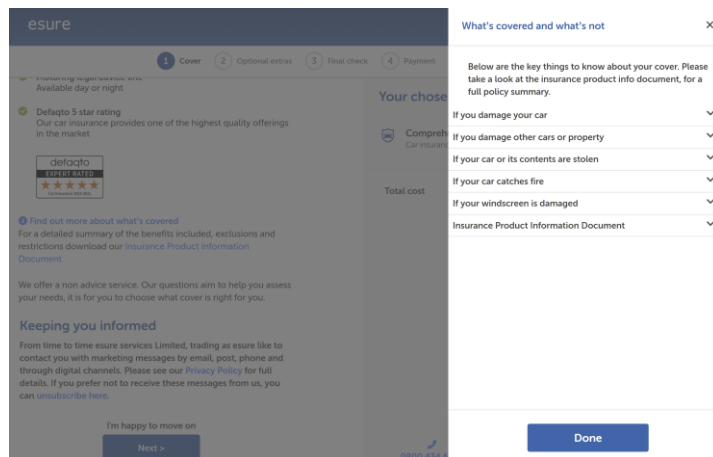 esure
1 Cover 2 Optional extras 3 Final check 4 Payment
Motoring legal advice line
Available day or night
Defaqto 5 star rating
Our car insurance provides one of the highest quality offerings
in the market
defaqto
EXPERT RATED
Find out more about what's covered
For a detailed summary of the benefits included, exclusions and
restrictions download our Insurance Product Information
Document
We offer a non advice service. Our questions aim to help you assess
your needs, it is for you to choose what cover is right for you.
Keeping you informed
From time to time esure services Limited, trading as esure like to
contact you with marketing messages by email, post, phone and
through digital channels. Please see our Privacy Policy for full
details. If you prefer not to receive these messages from us, you
can unsubscribe here.
I'm happy to move on
Next >
Your chose
Compreh
Car insuranc
Total cost
What's covered and what's not
Below are the key things to know about your cover. Please
take a look at the insurance product info document, for a
full policy summary.
If you damage your car
If you damage other cars or property
If your car or its contents are stolen
If your car catches fire
If your windscreen is damaged
Insurance Product Information Document
Done